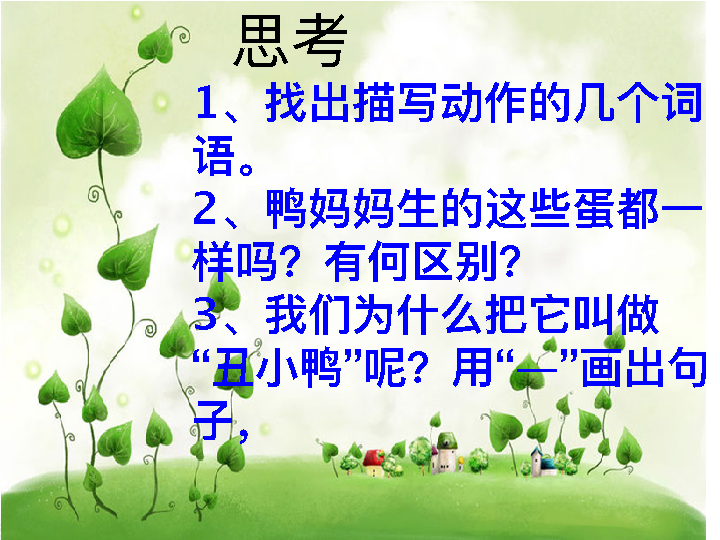 思考
1、找出描写动作的几个词
语。
2、鸭妈妈生的这些蛋都一
样吗？有何区别？
3、我们为什么把它叫做
“丑小鸭”呢？用“—”画出句
子，